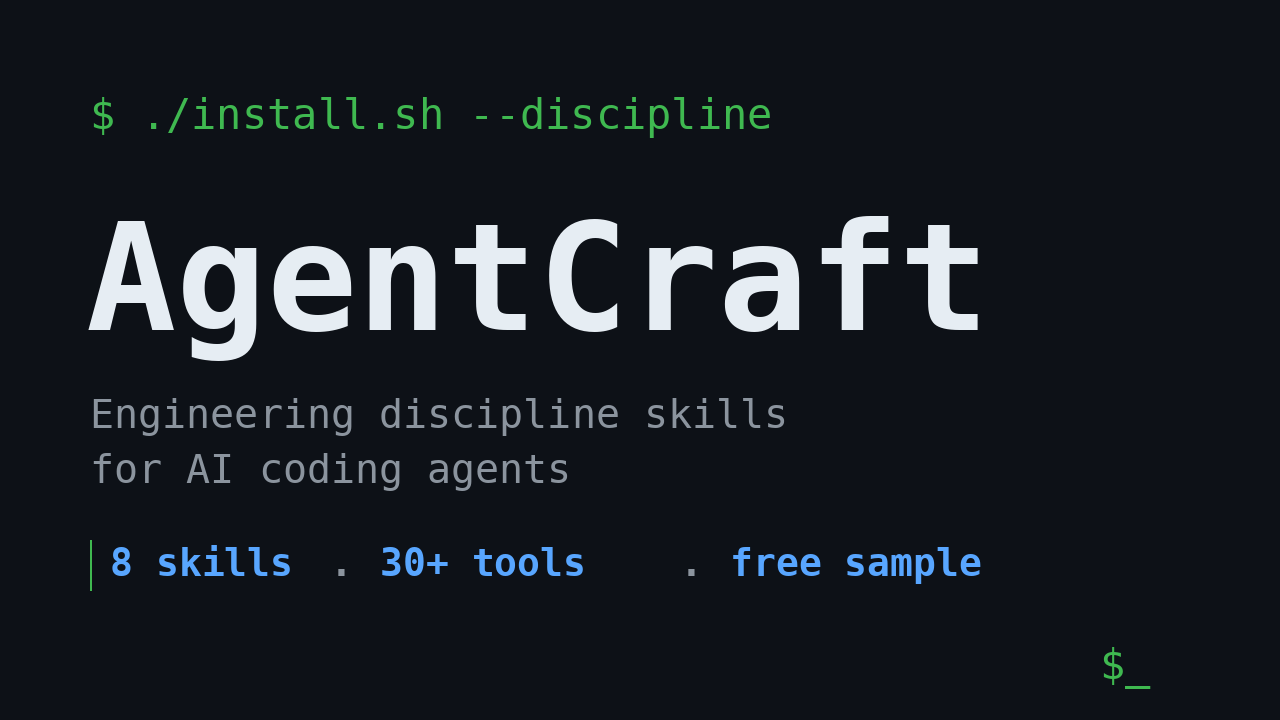 $ ./install.sh --discipline
AgentCraft
Engineering discipline skills
for AI coding agents
8 skills . 30+ tools . free sample
$_